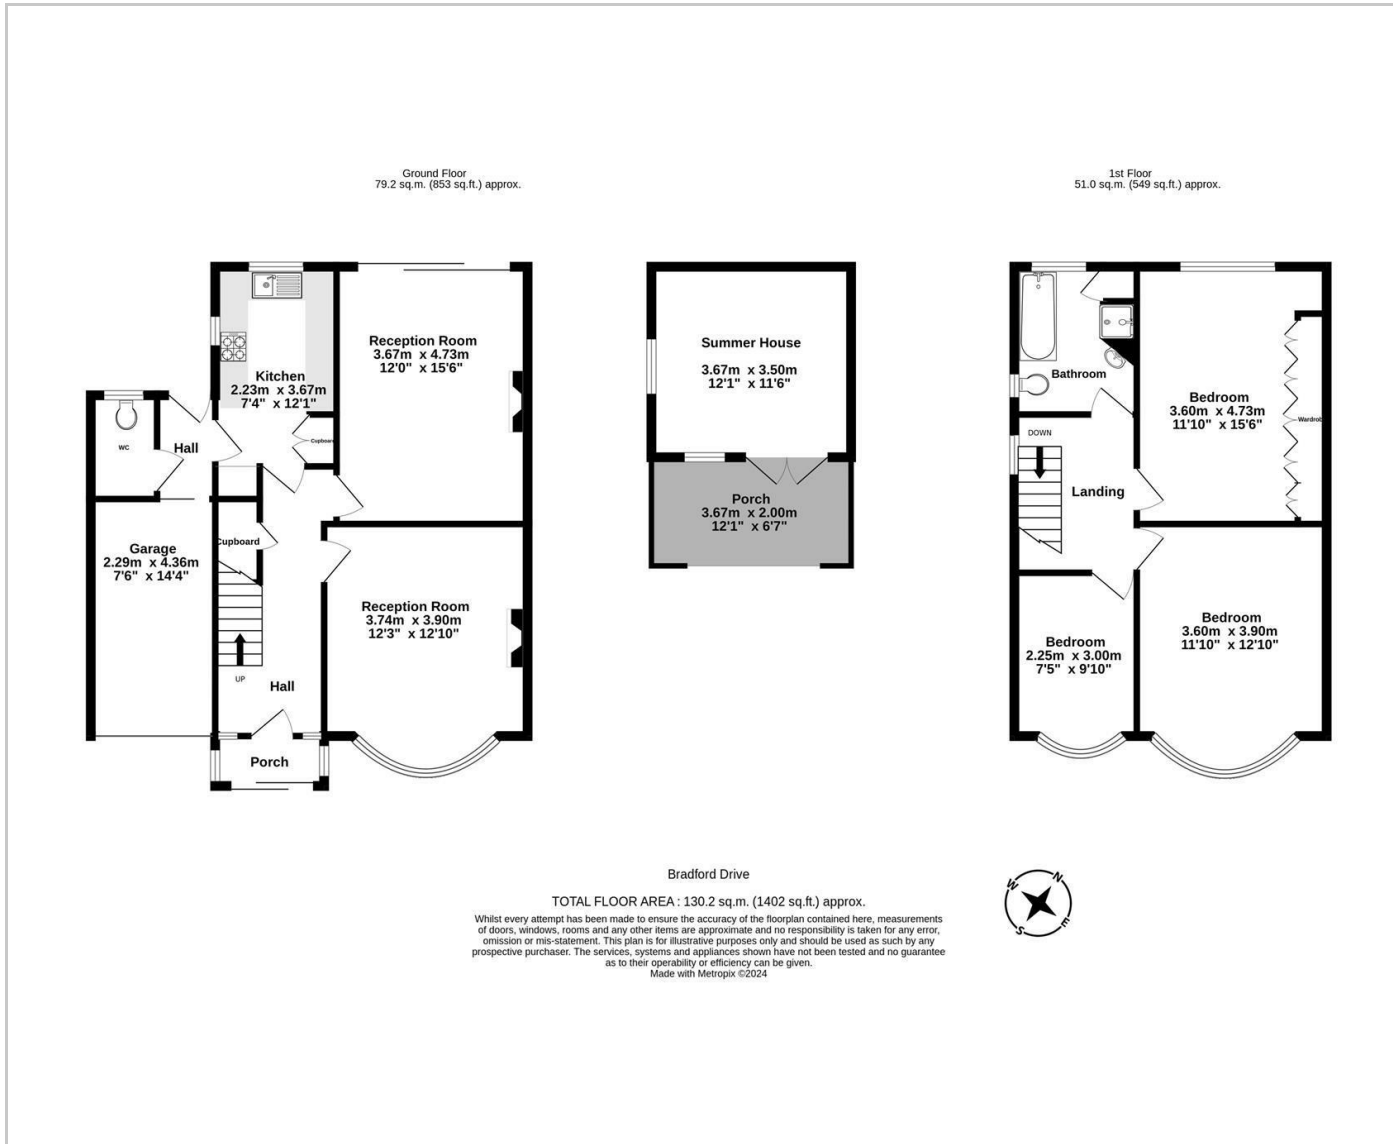 Ground Floor
79.2 sq.m. (853 sq.ft.) approx.
1st Floor
51.0 sq.m. (549 sq.ft.) approx.
Kitchen
2.23m x 3.67m
7'4" x 12'1"
Reception Room
3.67m x 4.73m
12'0" x 15'6"
Cupboard
WC
Hall
Cupboard
Garage
2.29m x 4.36m
7'6" x 14'4"
Reception Room
3.74m x 3.90m
12'3" x 12'10"
UP
Hall
Porch
Summer House
3.67m x 3.50m
12'1" x 11'6"
Porch
3.67m x 2.00m
12'1" x 6'7"
Bathroom
Bedroom
3.60m x 4.73m
11'10" x 15'6"
Wardrob
DOWN
Landing
Bedroom
2.25m x 3.00m
7'5" x 9'10"
Bedroom
3.60m x 3.90m
11'10" x 12'10"
Bradford Drive
TOTAL FLOOR AREA : 130.2 sq.m. (1402 sq.ft.) approx.
Whilst every attempt has been made to ensure the accuracy of the floorplan contained here, measurements
of doors, windows, rooms and any other items are approximate and no responsibility is taken for any error,
omission or mis-statement. This plan is for illustrative purposes only and should be used as such by any
prospective purchaser. The services, systems and appliances shown have not been tested and no guarantee
as to their operability or efficiency can be given.
Made with Metropix ©2024
N
W
E
S